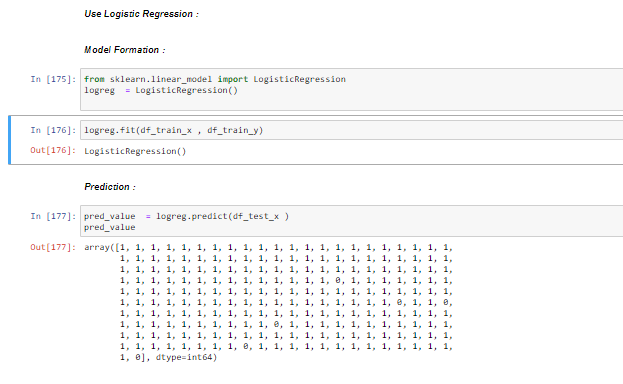 Use Logistic Regression :
Model Formation :
In [175]: from sklearn.linear_model import LogisticRegression
logreg  = LogisticRegression()
In [176]: logreg.fit(df_train_x , df_train_y)
Out[176]: LogisticRegression()
Prediction :
In [177]: pred_value  = logreg.predict(df_test_x )
pred_value
Out[177]: array([1, 1, 1, 1, 1, 1, 1, 1, 1, 1, 1, 1, 1, 1, 1, 1, 1, 1, 1, 1, 1, 1,
1, 1, 1, 1, 1, 1, 1, 1, 1, 1, 1, 1, 1, 1, 1, 1, 1, 1, 1, 1, 1, 1,
1, 1, 1, 1, 1, 1, 1, 1, 1, 1, 1, 1, 1, 1, 1, 1, 1, 1, 1, 1, 1, 1,
1, 1, 1, 1, 1, 1, 1, 1, 1, 1, 1, 1, 1, 1, 0, 1, 1, 1, 1, 1, 1, 1,
1, 1, 1, 1, 1, 1, 1, 1, 1, 1, 1, 1, 1, 1, 1, 1, 1, 1, 1, 1, 1, 1,
1, 1, 1, 1, 1, 1, 1, 1, 1, 1, 1, 1, 1, 1, 1, 1, 1, 1, 0, 1, 1, 0,
1, 1, 1, 1, 1, 1, 1, 1, 1, 1, 1, 1, 1, 1, 1, 1, 1, 1, 1, 1, 1, 1,
1, 1, 1, 1, 1, 1, 1, 1, 1, 1, 0, 1, 1, 1, 1, 1, 1, 1, 1, 1, 1, 1,
1, 1, 1, 1, 1, 1, 1, 1, 1, 1, 1, 1, 1, 1, 1, 1, 1, 1, 1, 1, 1, 1,
1, 1, 1, 1, 1, 1, 1, 1, 0, 1, 1, 1, 1, 1, 1, 1, 1, 1, 1, 1, 1, 1,
1, 0], dtype=int64)